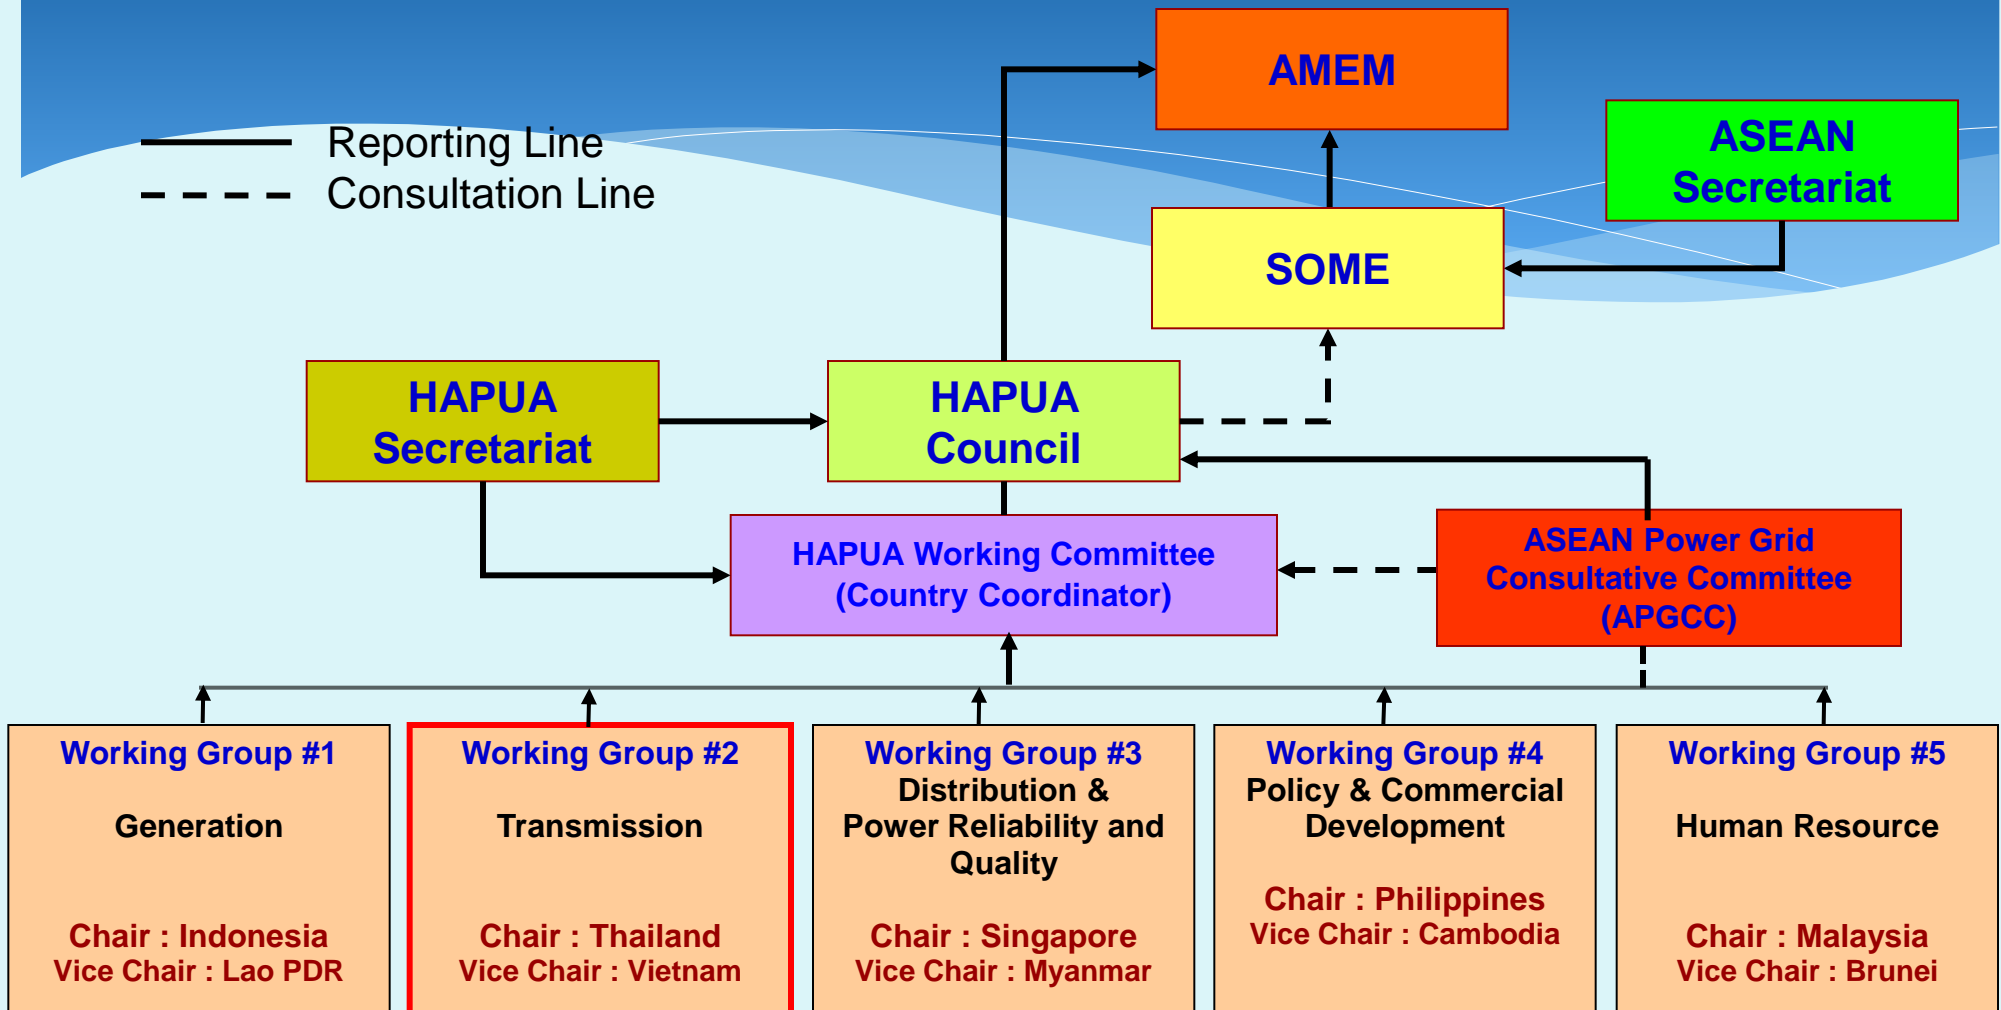 AMEM
ASEAN
Secretariat
Reporting Line
Consultation Line
SOME
HAPUA
Secretariat
HAPUA
Council
HAPUA Working Committee
(Country Coordinator)
ASEAN Power Grid
Consultative Committee
(APGCC)
Working Group #1
Generation
Chair : Indonesia
Vice Chair : Lao PDR
Working Group #2
Transmission
Chair : Thailand
Vice Chair : Vietnam
Working Group #3
Distribution &
Power Reliability and
Quality
Chair : Singapore
Vice Chair : Myanmar
Working Group #4
Policy & Commercial
Development
Chair : Philippines
Vice Chair : Cambodia
Working Group #5
Human Resource
Chair : Malaysia
Vice Chair : Brunei